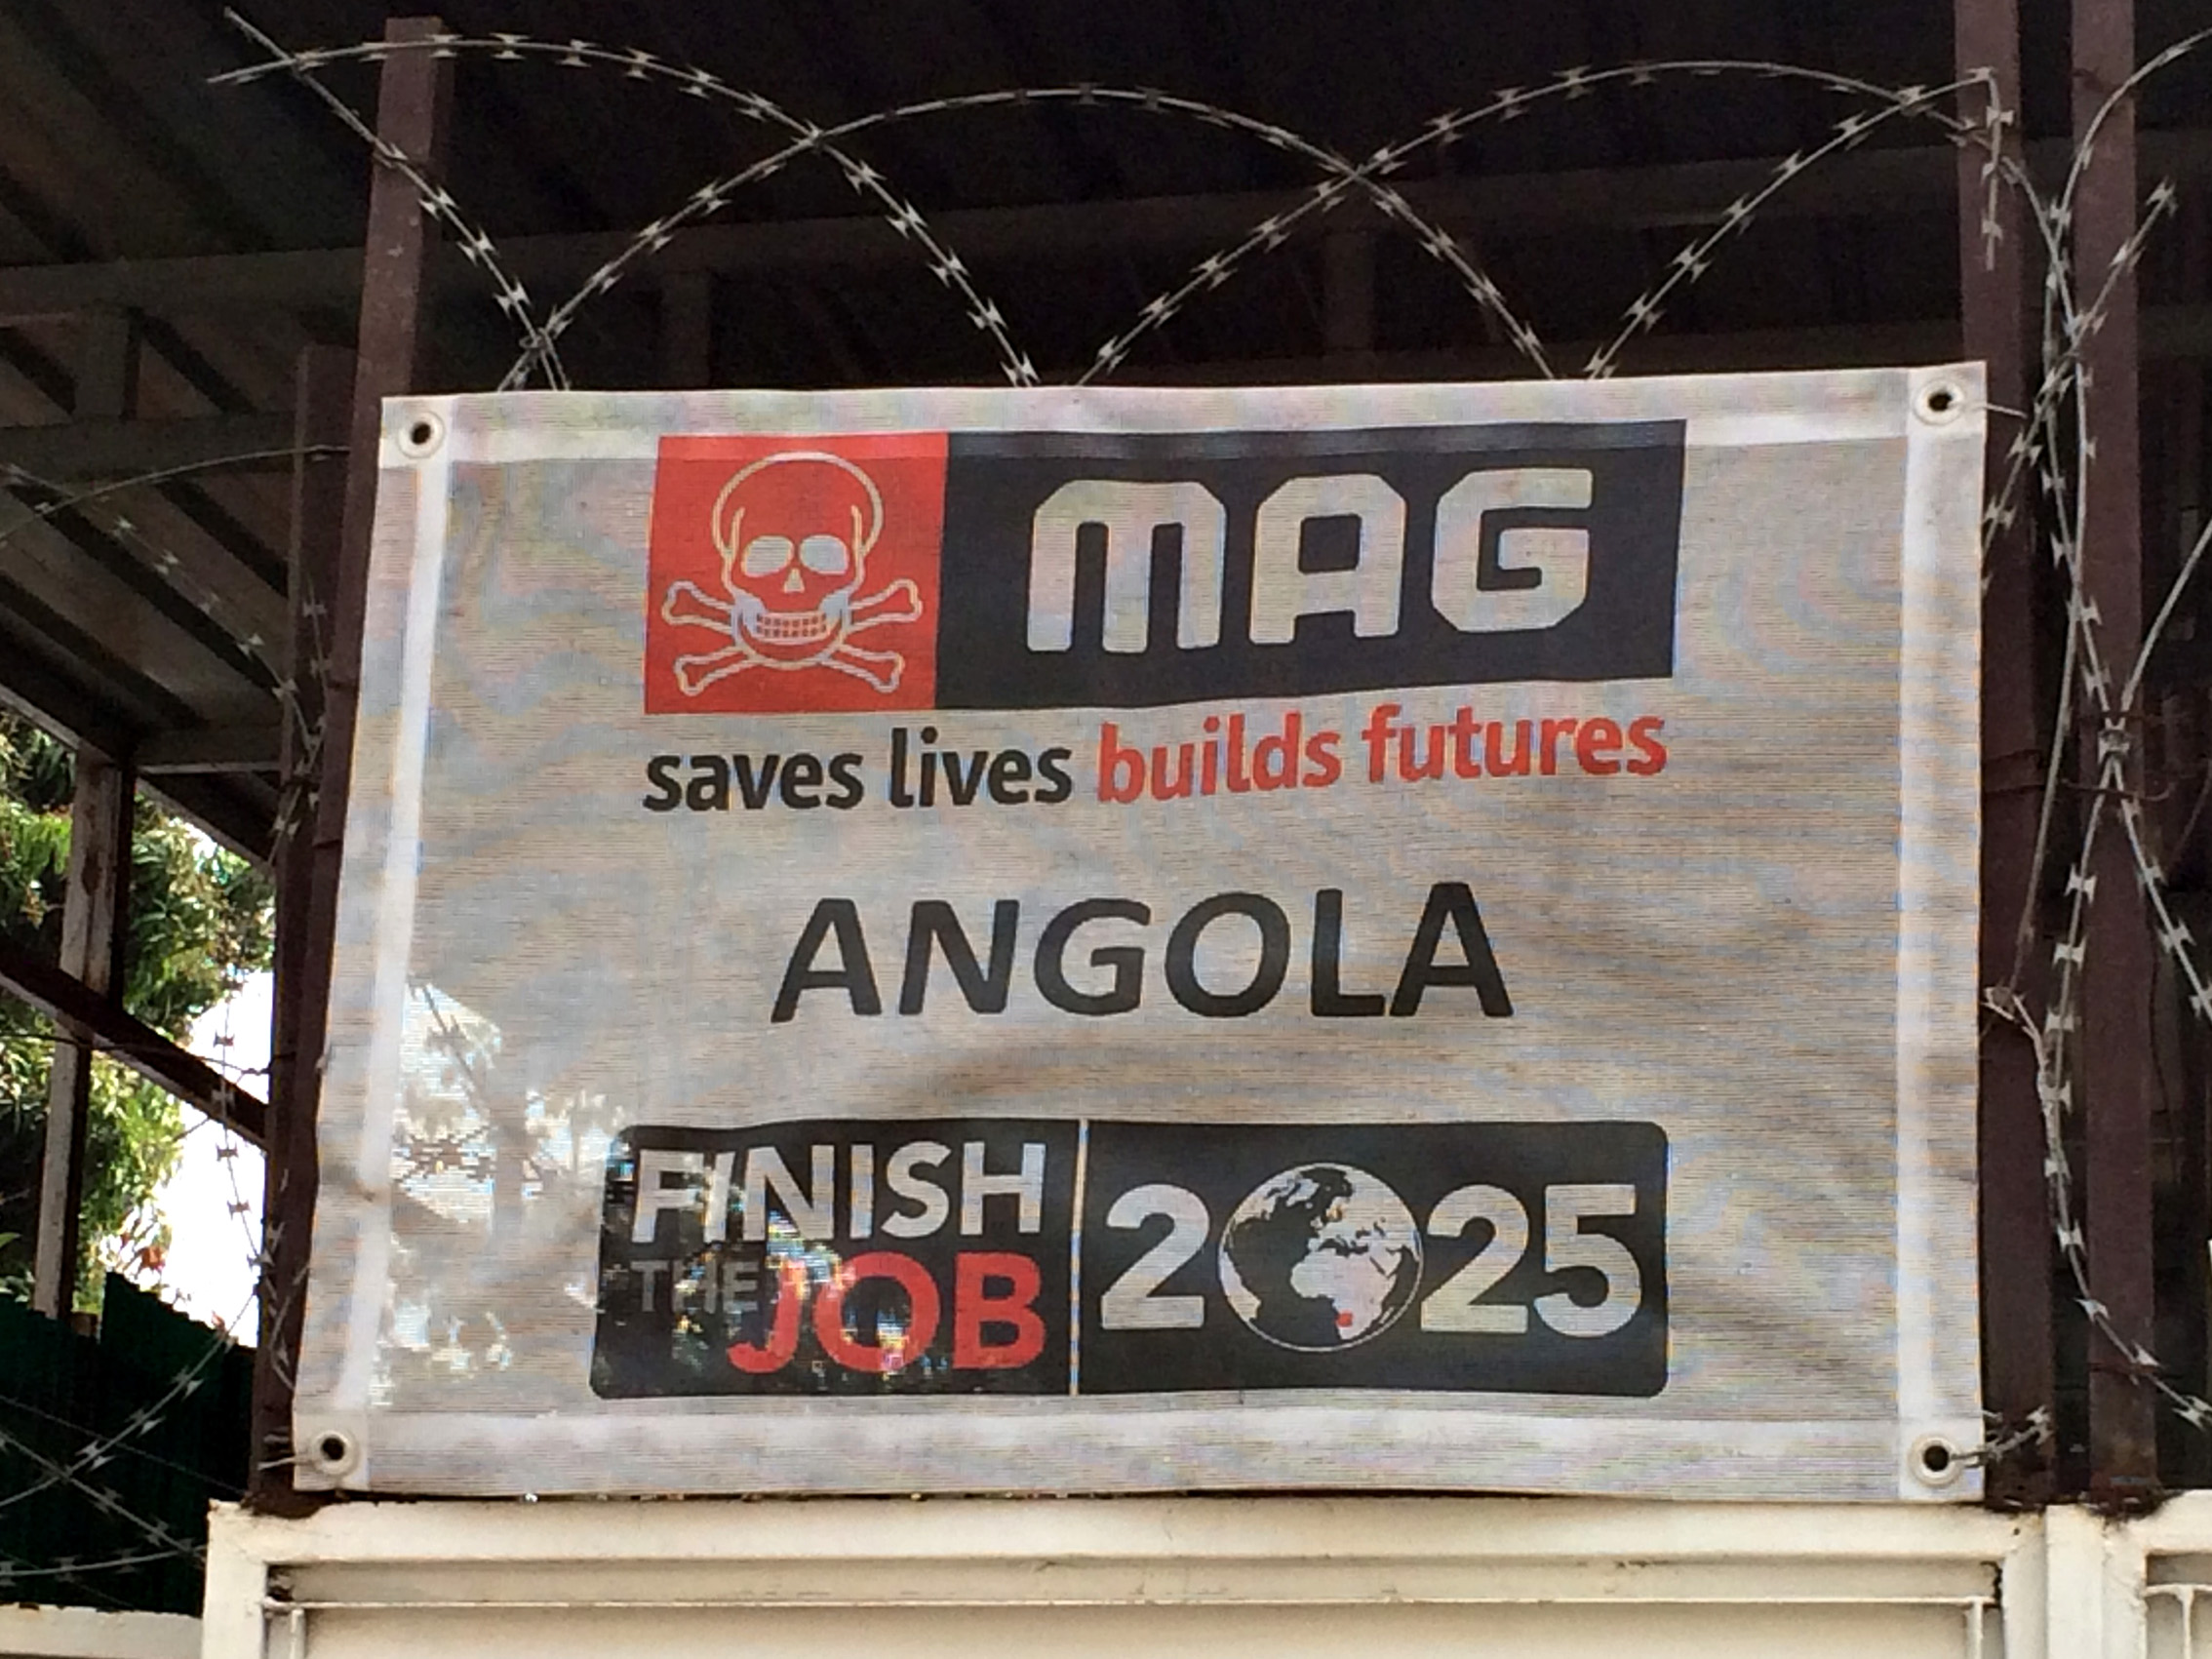 MAG
saves lives builds futures
ANGOLA
FINISH
THE JOB
2025